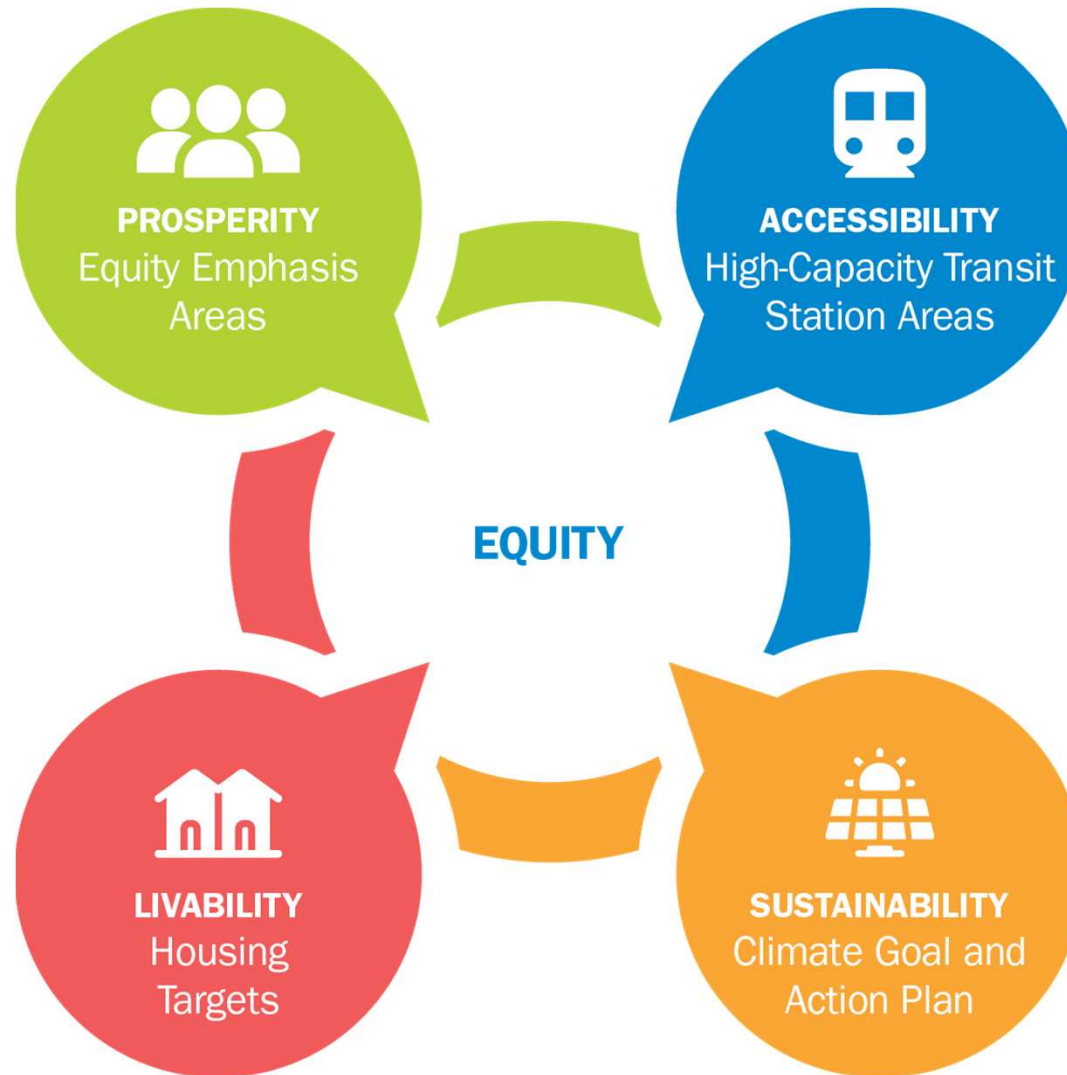 PROSPERITY
Equity Emphasis
Areas
ACCESSIBILITY
High-Capacity Transit
Station Areas
EQUITY
LIVABILITY
Housing
Targets
SUSTAINABILITY
Climate Goal and
Action Plan